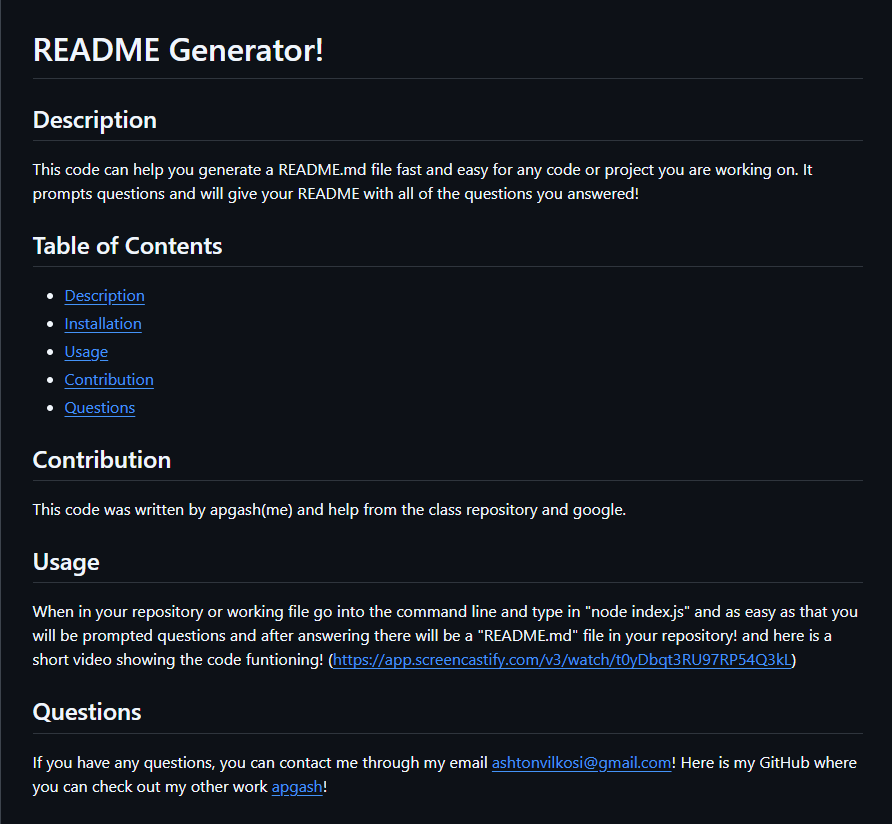 README Generator!
Description
This code can help you generate a README.md file fast and easy for any code or project you are working on. It
prompts questions and will give your README with all of the questions you answered!
Table of Contents
Description
Installation
Usage
Contribution
Questions
Contribution
This code was written by apgash(me) and help from the class repository and google.
Usage
When in your repository or working file go into the command line and type in "node index.js" and as easy as that you
will be prompted questions and after answering there will be a "README.md" file in your repository! and here is a
short video showing the code funtioning! (https://app.screencastify.com/v3/watch/t0yDbqt3RU97RP54Q3kL)
Questions
If you have any questions, you can contact me through my email ashtonvilkosi@gmail.com! Here is my GitHub where
you can check out my other work apgash!